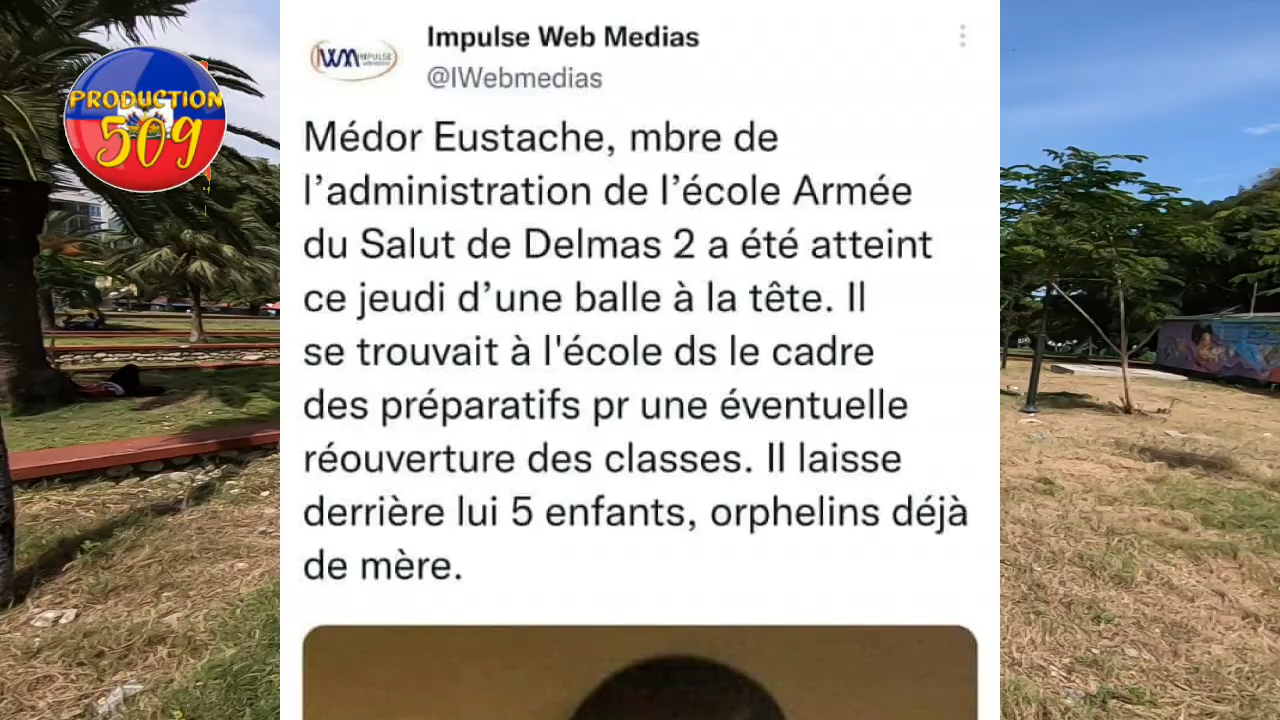 PRODUCTION
509
IWM IMPULSE
Impulse Web Medias
@IWebmedias
Médor Eustache, mbre de
l’administration de l’école Armée
du Salut de Delmas 2 a été atteint
ce jeudi d’une balle à la tête. Il
se trouvait à l'école ds le cadre
des préparatifs pr une éventuelle
réouverture des classes. Il laisse
derrière lui 5 enfants, orphelins déjà
de mère.